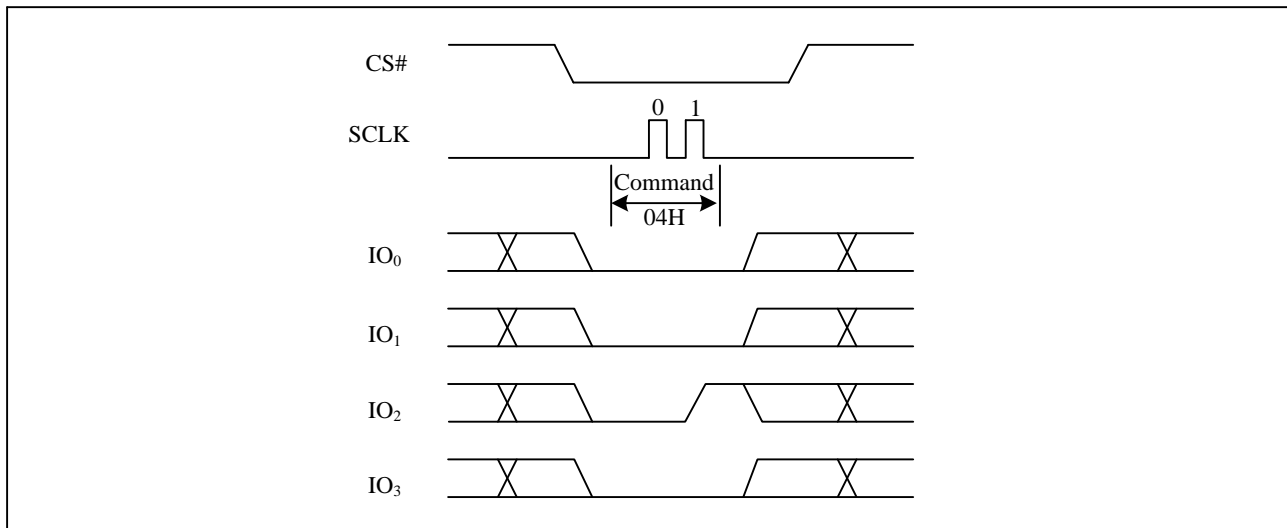 CS#
0 1
SCLK
Command
04H
IO₀
IO₁
IO₂
IO₃